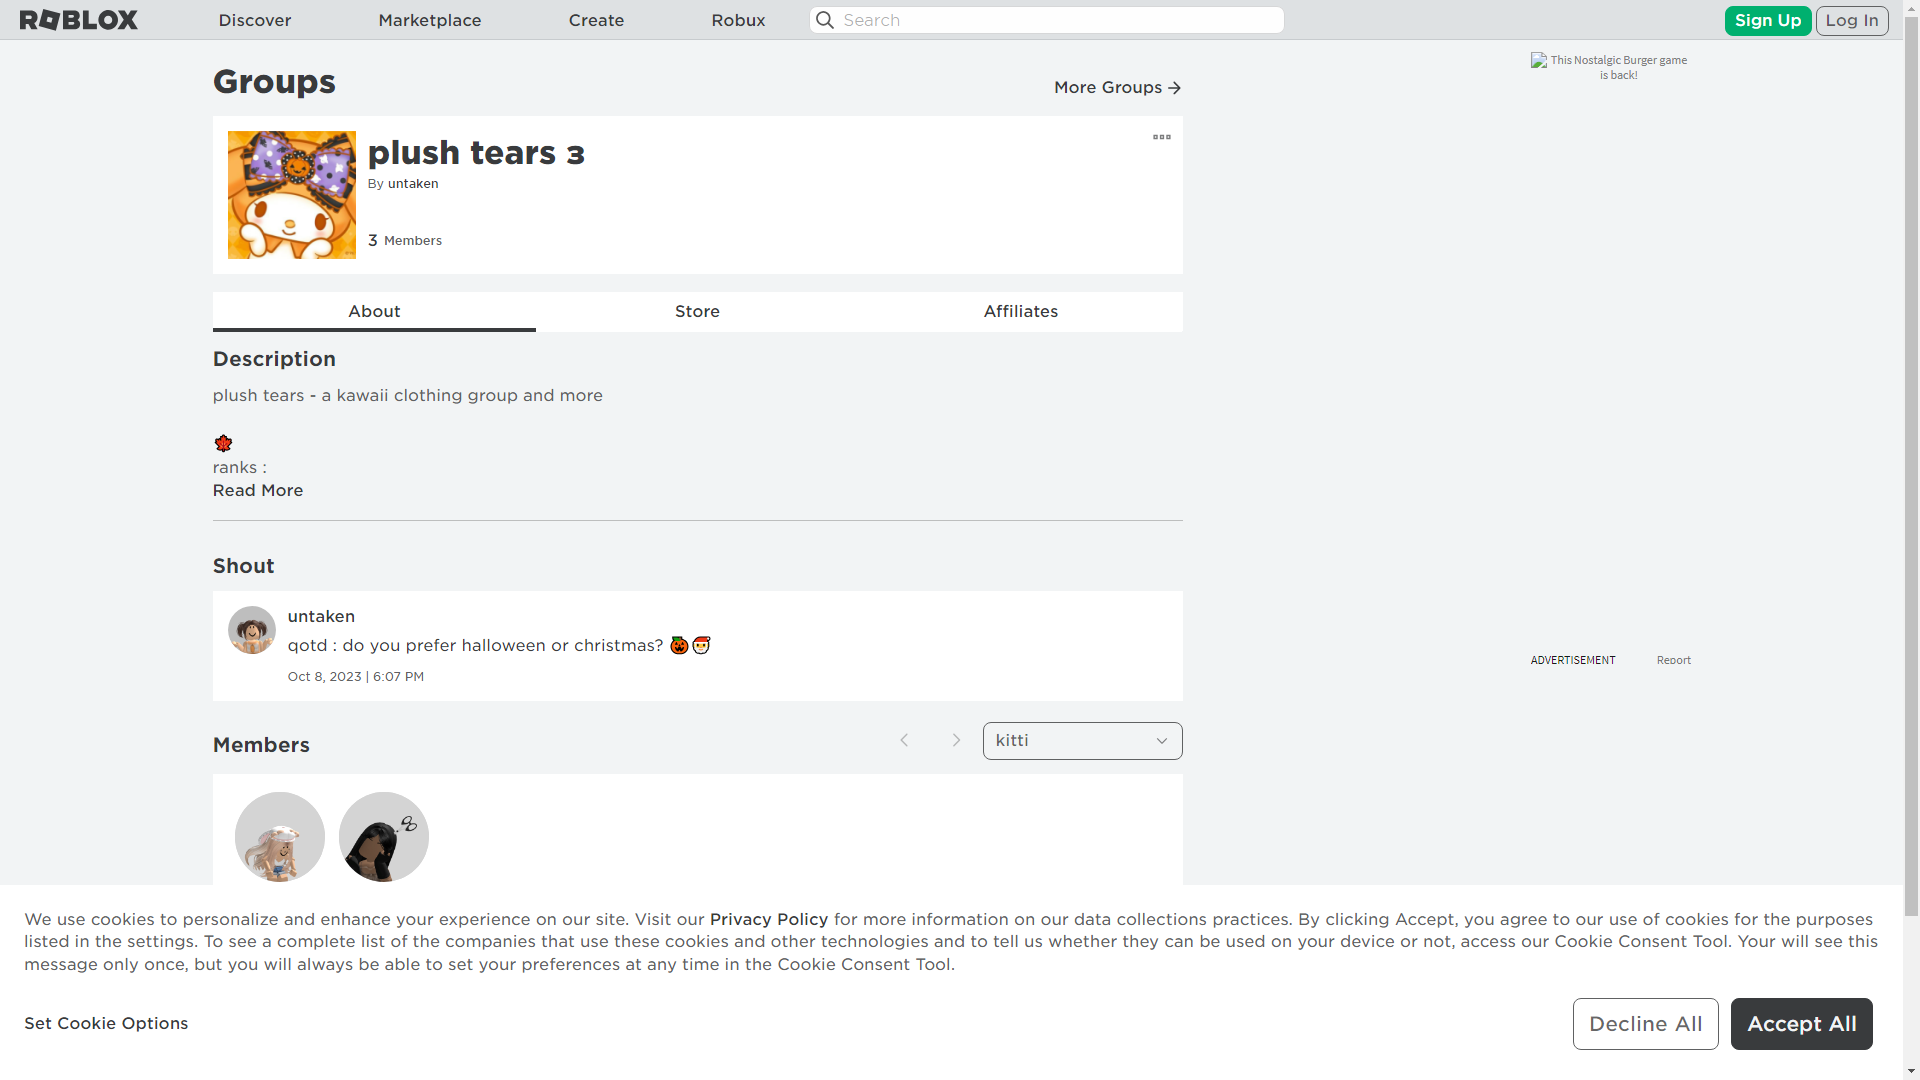 ROBLOX
Discover
Marketplace
Create
Robux
Search
Sign Up
Log In
This Nostalgic Burger game
is back!
Groups
More Groups
plush tears ɜ
By untaken
3 Members
About
Store
Affiliates
Description
plush tears - a kawaii clothing group and more
🍁
ranks :
Read More
Shout
untaken
qotd : do you prefer halloween or christmas? 🎃🎅
Oct 8, 2023 | 6:07 PM
ADVERTISEMENT
Report
Members
kitti
We use cookies to personalize and enhance your experience on our site. Visit our Privacy Policy for more information on our data collections practices. By clicking Accept, you agree to our use of cookies for the purposes
listed in the settings. To see a complete list of the companies that use these cookies and other technologies and to tell us whether they can be used on your device or not, access our Cookie Consent Tool. Your will see this
message only once, but you will always be able to set your preferences at any time in the Cookie Consent Tool.
Set Cookie Options
Decline All
Accept All